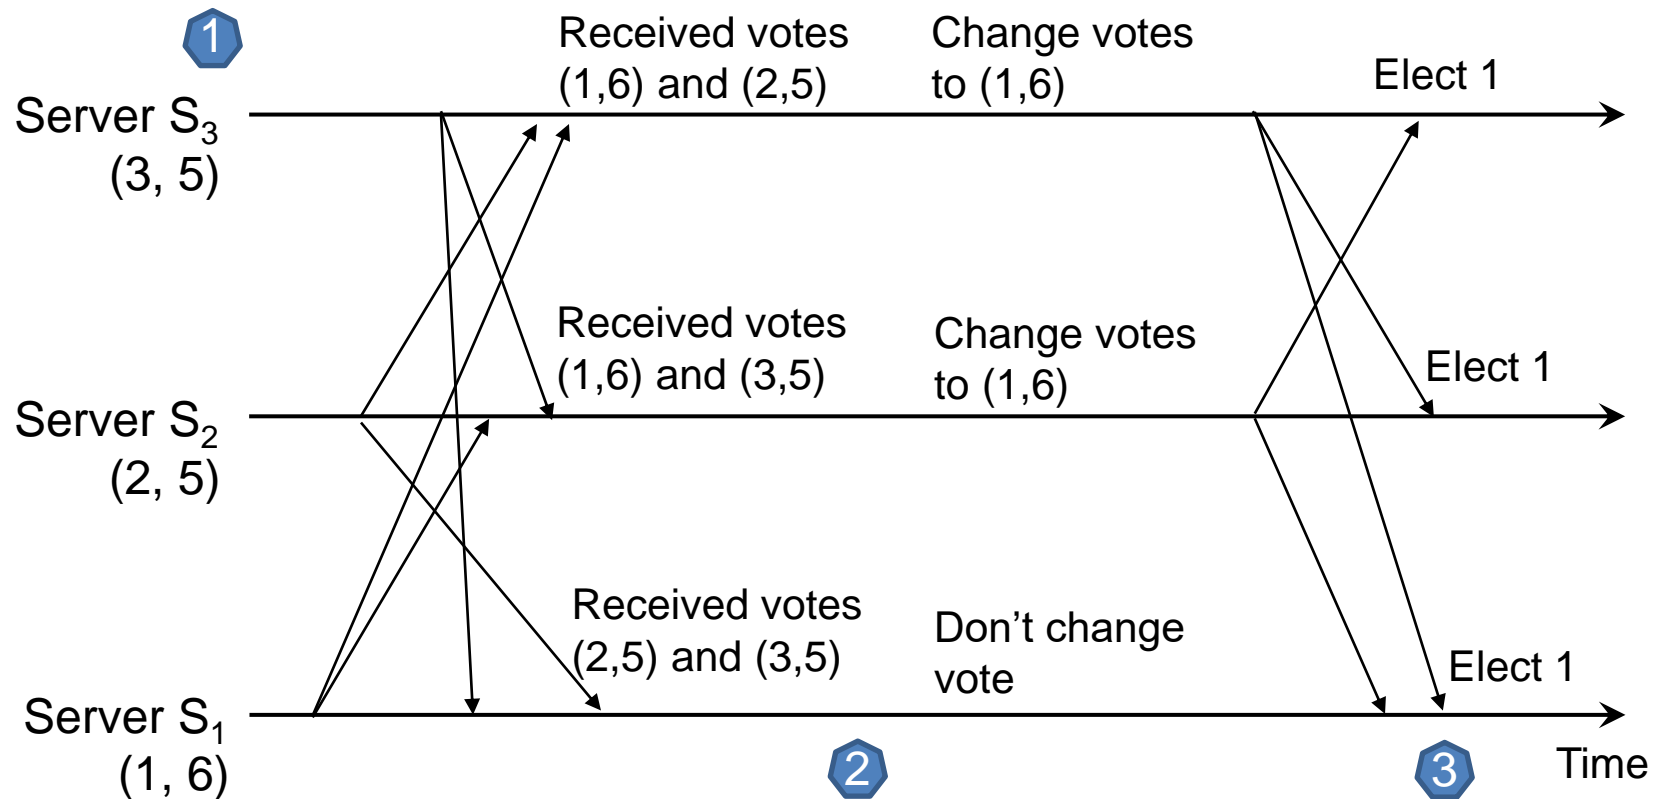 1
Received votes
(1,6) and (2,5)
Change votes
to (1,6)
Elect 1
Server S₃
(3, 5)
Received votes
(1,6) and (3,5)
Change votes
to (1,6)
Elect 1
Server S₂
(2, 5)
Received votes
(2,5) and (3,5)
Don’t change
vote
Elect 1
Server S₁
(1, 6)
2
3
Time